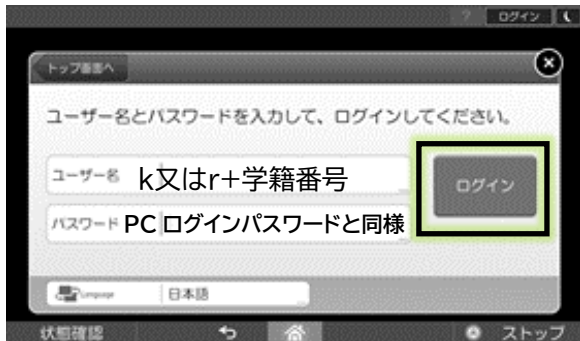 ? ログイン
トップ画面へ
ユーザー名とパスワードを入力して、ログインしてください。
ユーザー名 k又はr+学籍番号
ログイン
パスワード PCログインパスワードと同様
Language 日本語
状態確認 ストップ